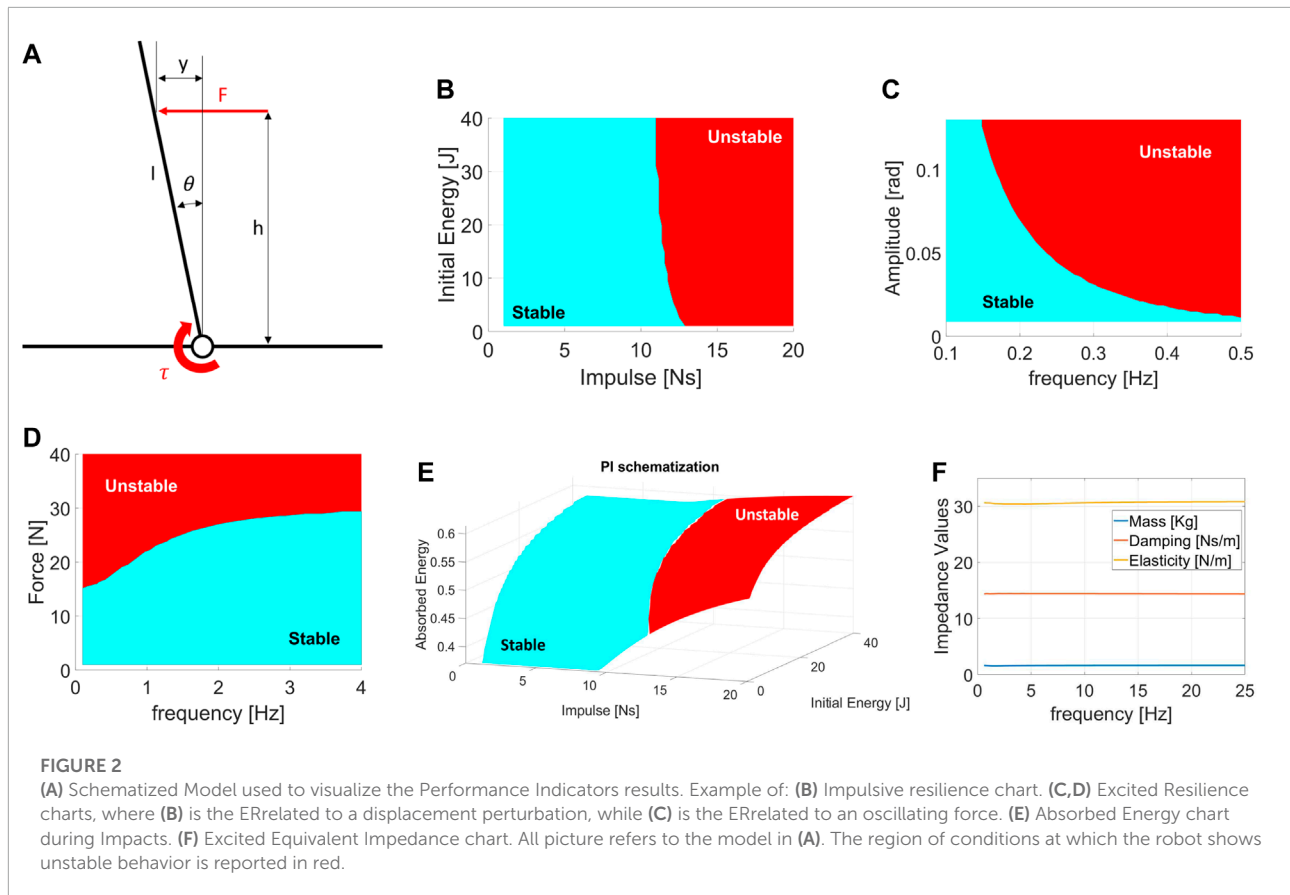 A
y
F
l
θ
h
τ
B
Initial Energy [J]
40
30
20
10
0
Unstable
Stable
0 5 10 15 20
Impulse [Ns]
C
Amplitude [rad]
0.1
0.05
0
Unstable
Stable
0.1 0.2 0.3 0.4 0.5
frequency [Hz]
D
Force [N]
40
30
20
10
0
Unstable
Stable
0 1 2 3 4
frequency [Hz]
E
PI schematization
Absorbed Energy
0.6
0.55
0.5
0.45
0.4
Unstable
Stable
0 5 10 15 20
Impulse [Ns]
0 20 40
Initial Energy [J]
F
Impedance Values
30
20
10
0
Mass [Kg]
Damping [Ns/m]
Elasticity [N/m]
0 5 10 15 20 25
frequency [Hz]
FIGURE 2
(A) Schematized Model used to visualize the Performance Indicators results. Example of: (B) Impulsive resilience chart. (C,D) Excited Resilience
charts, where (B) is the ERrelated to a displacement perturbation, while (C) is the ERrelated to an oscillating force. (E) Absorbed Energy chart
during Impacts. (F) Excited Equivalent Impedance chart. All picture refers to the model in (A). The region of conditions at which the robot shows
unstable behavior is reported in red.